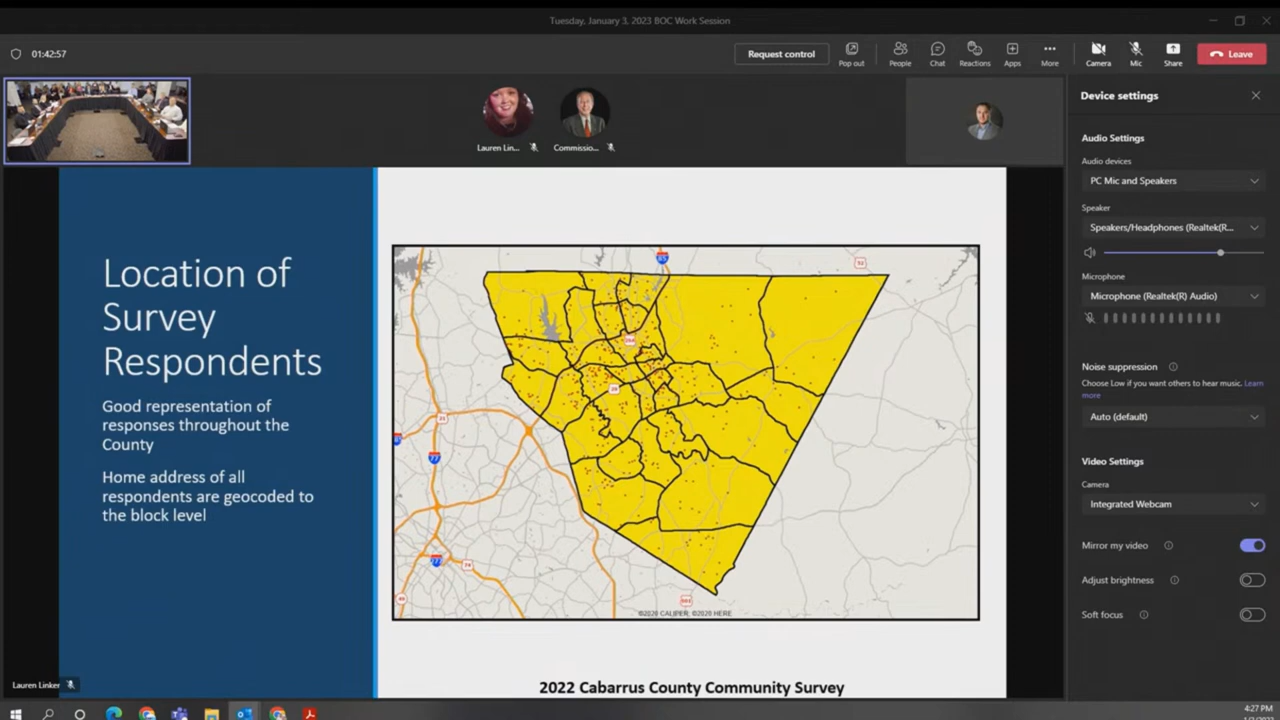 Tuesday, January 3, 2023 BOC Work Session
01:42:57
Request control
Pop out
People
Chat
Reactions
Apps
More
Camera
Mic
Share
Leave
Lauren Lin...
Commissio...
Device settings
Audio Settings
Audio devices
PC Mic and Speakers
Speaker
Speakers/Headphones (Realtek(R...
Microphone
Microphone (Realtek(R) Audio)
Noise suppression
Choose Low if you want others to hear music. Learn
more
Auto (default)
Video Settings
Camera
Integrated Webcam
Mirror my video
Adjust brightness
Soft focus
Location of
Survey
Respondents
Good representation of
responses throughout the
County
Home address of all
respondents are geocoded to
the block level
85
52
77
77
74
©2020 CALIPER; ©2020 HERE
2022 Cabarrus County Community Survey
Lauren Linker
4:27 PM